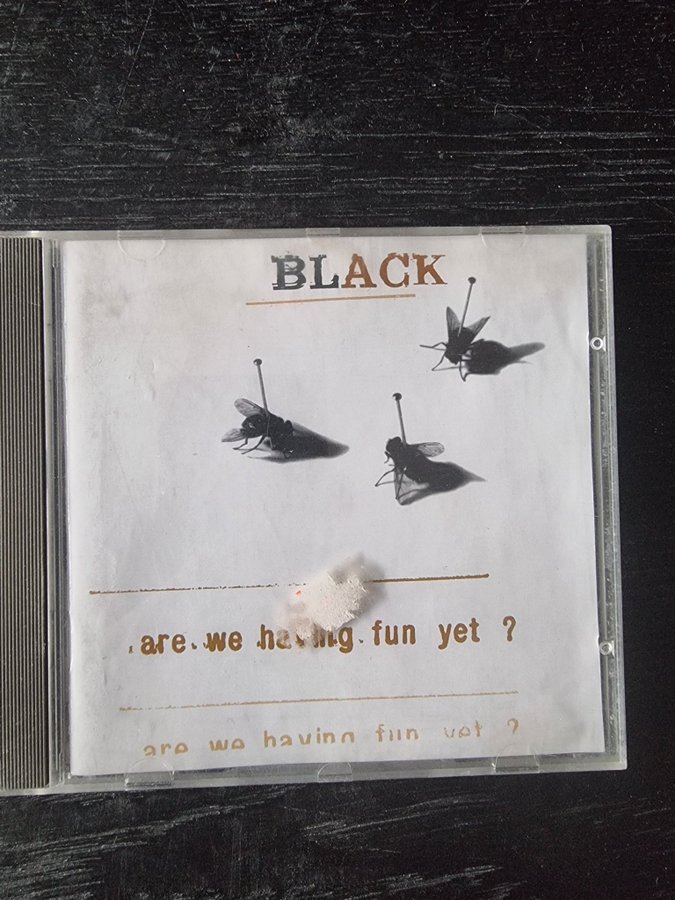 BLACK
are we having fun yet ?
are we having fun yet ?